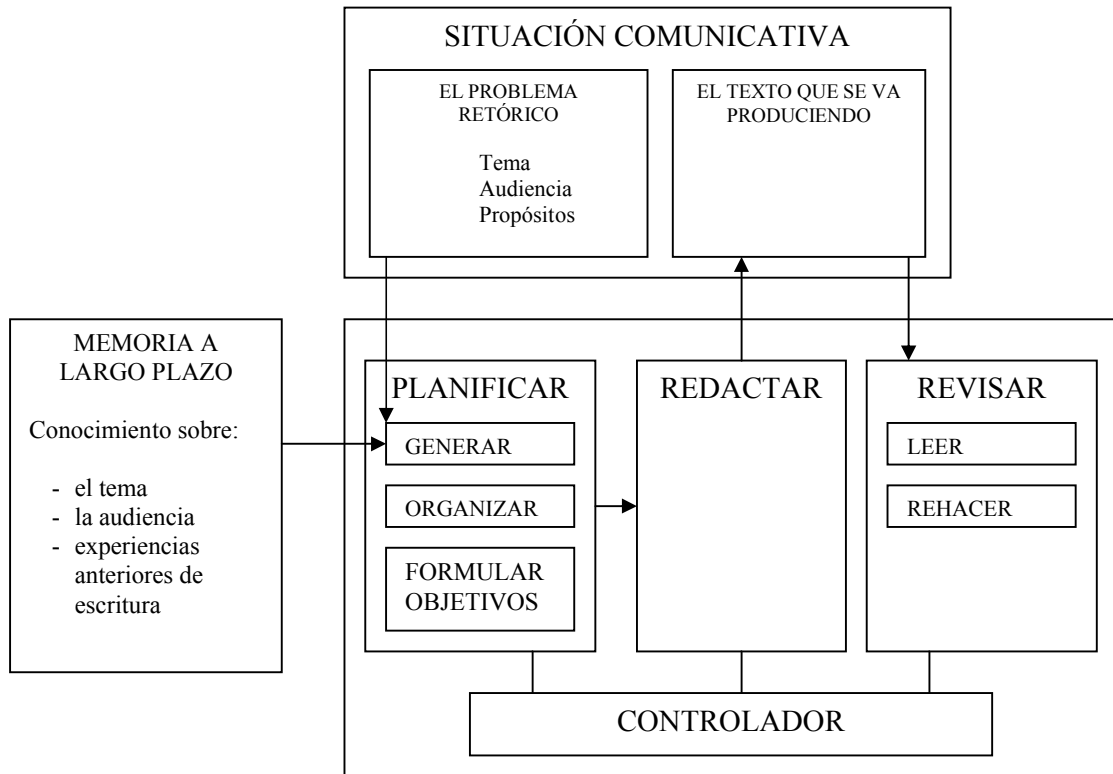 SITUACIÓN COMUNICATIVA
EL PROBLEMA
RETÓRICO
Tema
Audiencia
Propósitos
EL TEXTO QUE SE VA
PRODUCIENDO
MEMORIA A
LARGO PLAZO
Conocimiento sobre:
- el tema
- la audiencia
- experiencias
anteriores de
escritura
PLANIFICAR
GENERAR
ORGANIZAR
FORMULAR
OBJETIVOS
REDACTAR
REVISAR
LEER
REHACER
CONTROLADOR